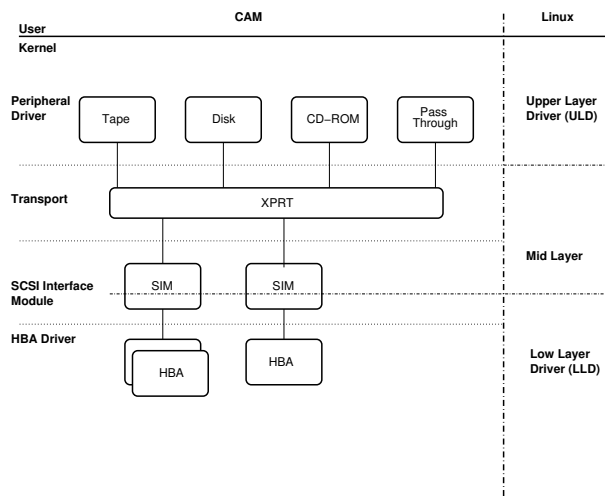 CAM
Linux
User
Kernel
Peripheral
Driver
Tape
Disk
CD−ROM
Pass
Through
Upper Layer
Driver (ULD)
Transport
XPRT
Mid Layer
SCSI Interface
Module
SIM
SIM
HBA Driver
HBA
HBA
Low Layer
Driver (LLD)